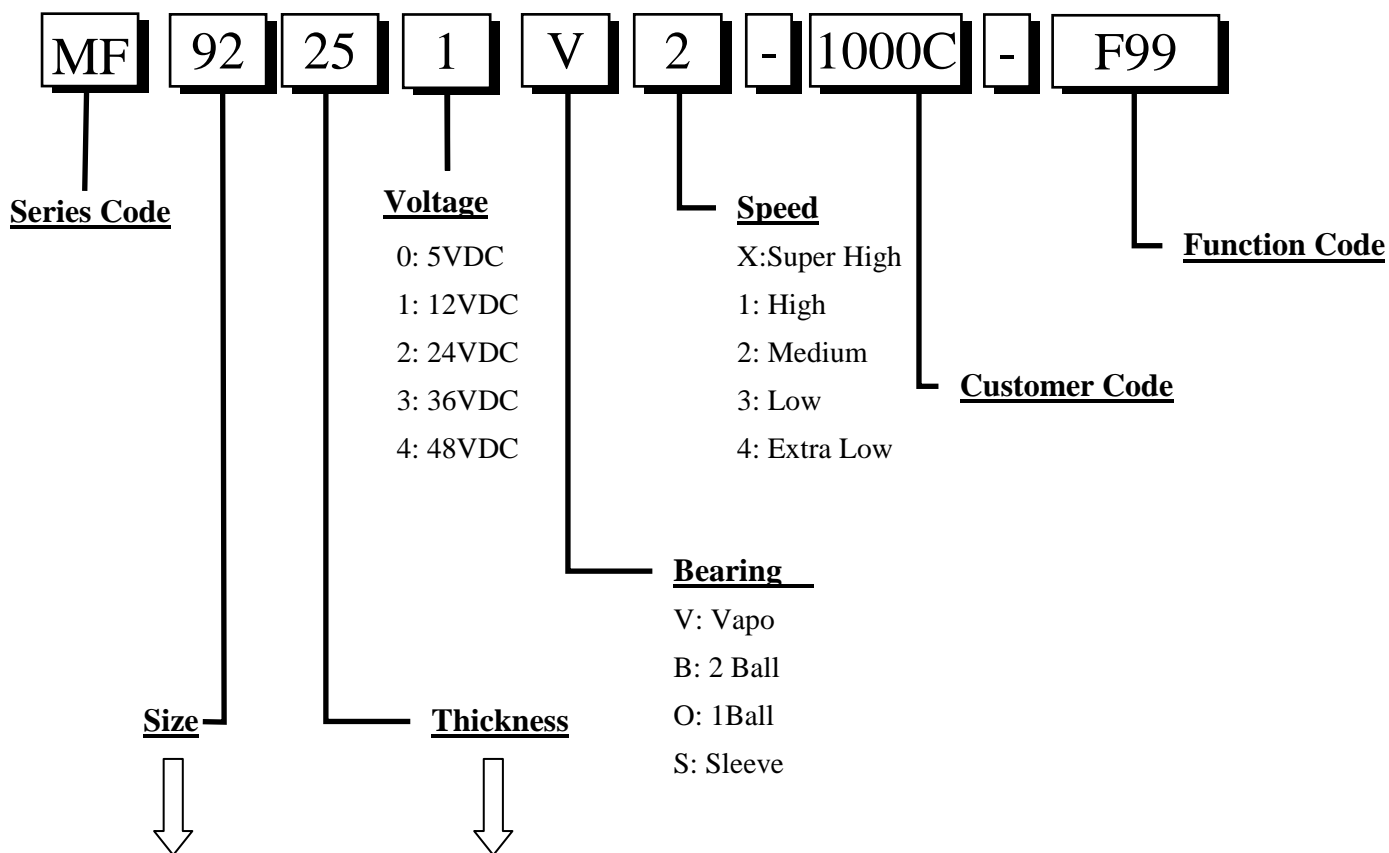 MF 92 25 1 V 2 - 1000C - F99
Series Code
Voltage
0: 5VDC
1: 12VDC
2: 24VDC
3: 36VDC
4: 48VDC
Speed
X:Super High
1: High
2: Medium
3: Low
4: Extra Low
Function Code
Customer Code
Bearing
V: Vapo
B: 2 Ball
O: 1Ball
S: Sleeve
Size
Thickness